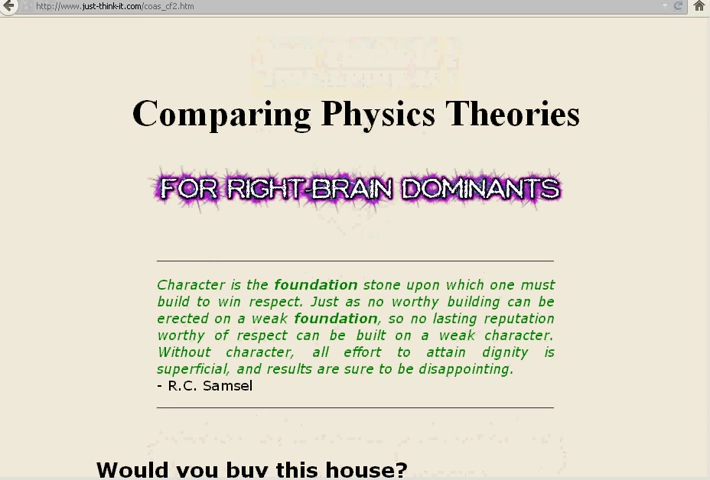 http://www.just-think-it.com/coas_cf2.htm
Comparing Physics Theories
FOR RIGHT-BRAIN DOMINANTS
Character is the foundation stone upon which one must
build to win respect. Just as no worthy building can be
erected on a weak foundation, so no lasting reputation
worthy of respect can be built on a weak character.
Without character, all effort to attain dignity is
superficial, and results are sure to be disappointing.
- R.C. Samsel
Would you buy this house?